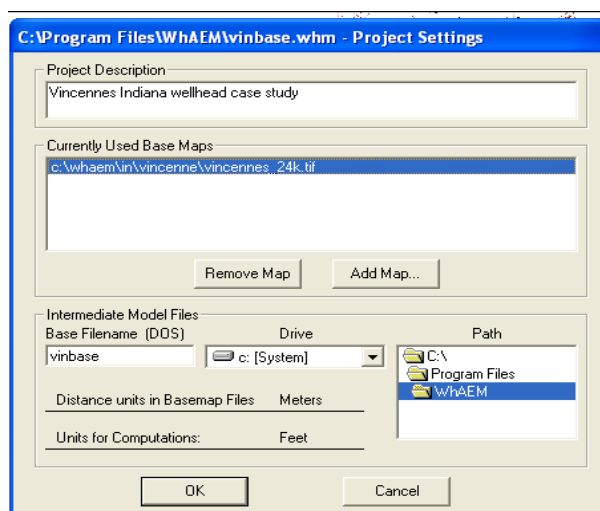 C:\Program Files\WhAEM\vinbase.whm - Project Settings
Project Description
Vincennes Indiana wellhead case study
Currently Used Base Maps
c:\whaem\in\vincenne\vincennes_24k.tif
Remove Map
Add Map...
Intermediate Model Files
Base Filename (DOS)
Drive
Path
vinbase
c: [System]
C:\
Program Files
WhAEM
Distance units in Basemap Files Meters
Units for Computations: Feet
OK
Cancel